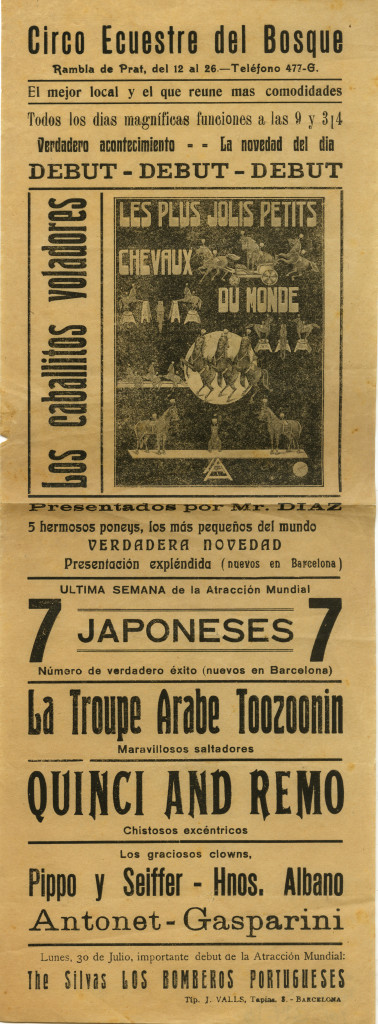 Circo Ecuestre del Bosque
Rambla de Prat, del 12 al 26.—Teléfono 477-G.
El mejor local y el que reune mas comodidades
Todos los dias magníficas funciones a las 9 y 3¡4
Verdadero acontecimiento - - La novedad del dia
DEBUT - DEBUT - DEBUT
Los caballitos voladores
LES PLUS JOLIS PETITS
CHEVAUX
DU MONDE
Presentados por Mr. DIAZ
5 hermosos poneys, los más pequeños del mundo
VERDADERA NOVEDAD
Presentación expléndida (nuevos en Barcelona)
ULTIMA SEMANA de la Atracción Mundial
7 JAPONESES 7
Número de verdadero éxito (nuevos en Barcelona)
La Troupe Arabe Toozoonin
Maravillosos saltadores
QUINCI AND REMO
Chistosos excéntricos
Los graciosos clowns,
Pippo y Seiffer - Hnos. Albano
Antonet - Gasparini
Lunes, 30 de Julio, importante debut de la Atracción Mundial:
The Silvas LOS BOMBEROS PORTUGUESES
Tip. J. VALLS, Tapias. 3. - BARCELONA